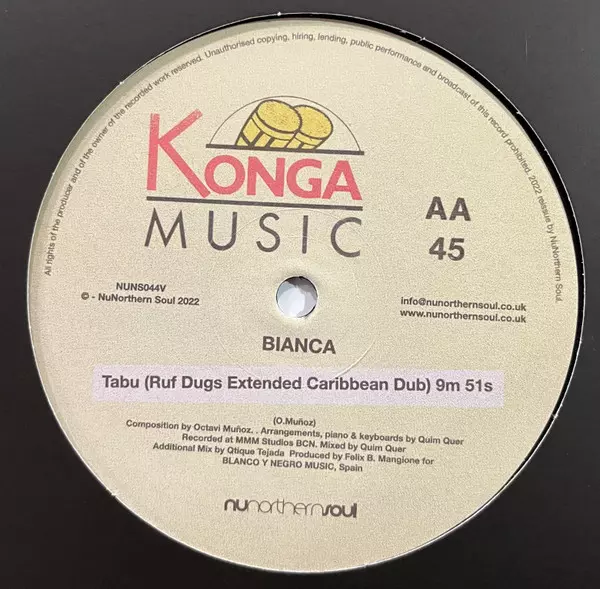 All rights of the producer and of the owner of the recorded work reserved. Unauthorised copying, hiring, lending, public performance and broadcast of this record prohibited. 2022 reissue by NuNorthern Soul.
KONGA
MUSIC
AA
45
NUNS044V
© - NuNorthern Soul 2022
info@nunorthernsoul.co.uk
www.nunorthernsoul.co.uk
BIANCA
Tabu (Ruf Dugs Extended Caribbean Dub) 9m 51s
(O.Muñoz)
Composition by Octavi Muñoz. . Arrangements, piano & keyboards by Quim Quer
Recorded at MMM Studios BCN. Mixed by Quim Quer
Additional Mix by Qtique Tejada Produced by Felix B. Mangione for
BLANCO Y NEGRO MUSIC, Spain
nunorthernsoul